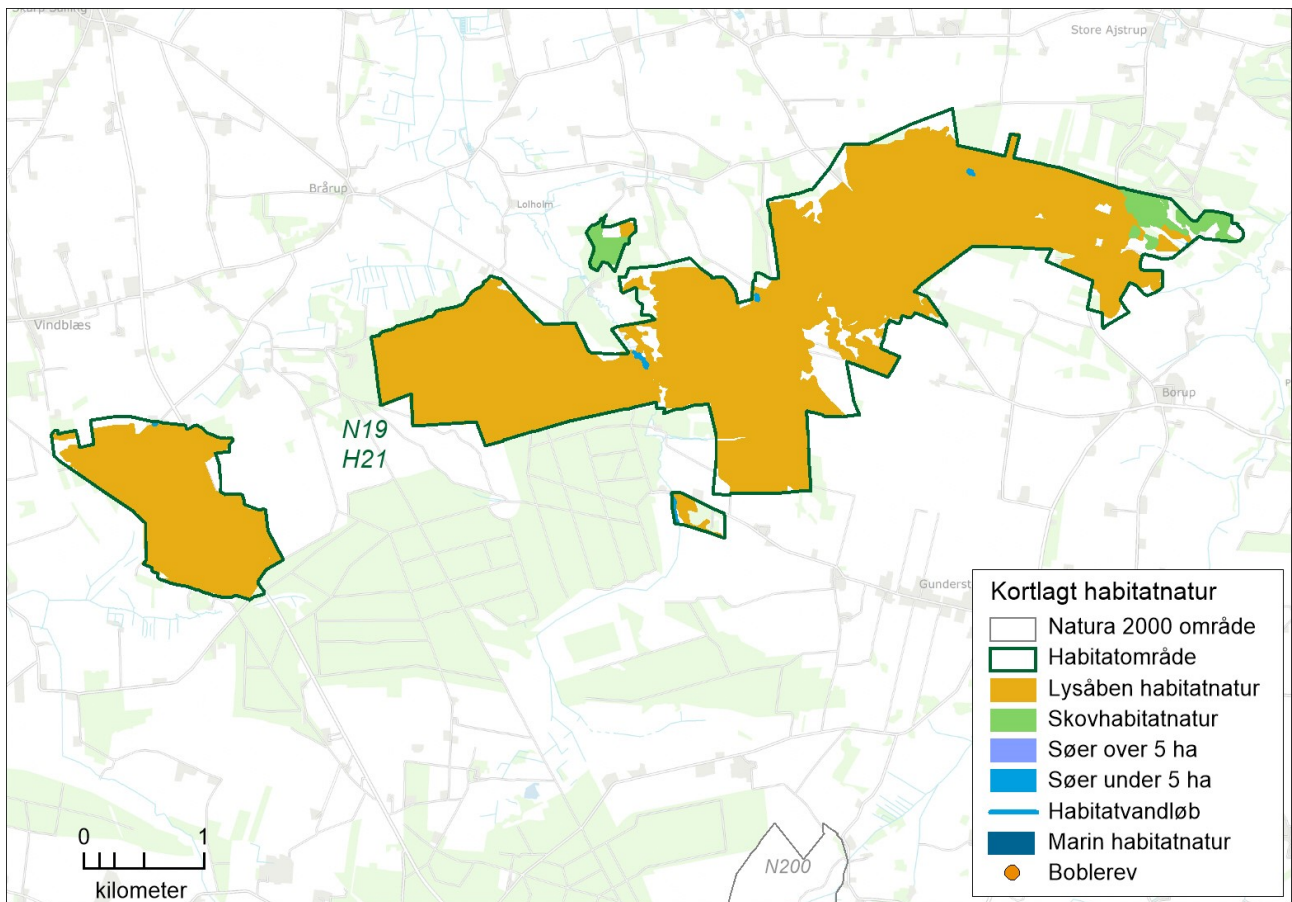 Store Ajstrup
Brårup
Lolholm
Vindblæs
N19
H21
Borup
Gunderst
Kortlagt habitatnatur
Natura 2000 område
Habitatområde
Lysåben habitatnatur
Skovhabitatnatur
Søer over 5 ha
Søer under 5 ha
Habitatvandløb
Marin habitatnatur
Boblerev
0 1
kilometer
N200